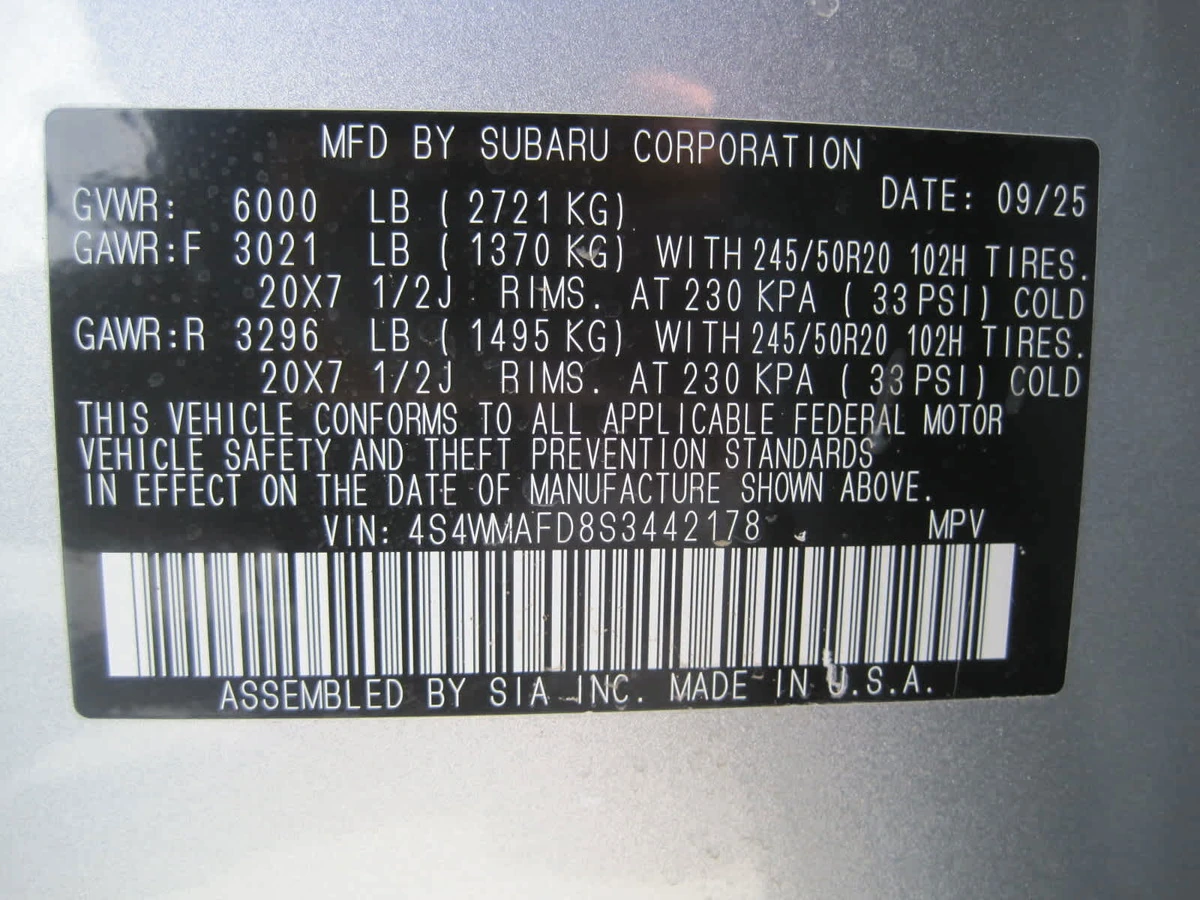 MFD BY SUBARU CORPORATION
DATE: 09/25
GVWR: 6000 LB ( 2721 KG)
GAWR:F 3021 LB ( 1370 KG) WITH 245/50R20 102H TIRES.
20X7 1/2J RIMS. AT 230 KPA ( 33 PSI) COLD
GAWR:R 3296 LB ( 1495 KG) WITH 245/50R20 102H TIRES.
20X7 1/2J RIMS. AT 230 KPA ( 33 PSI) COLD
THIS VEHICLE CONFORMS TO ALL APPLICABLE FEDERAL MOTOR
VEHICLE SAFETY AND THEFT PREVENTION STANDARDS
IN EFFECT ON THE DATE OF MANUFACTURE SHOWN ABOVE.
VIN: 4S4WMAFD8S3442178 MPV
ASSEMBLED BY SIA INC. MADE IN U.S.A.